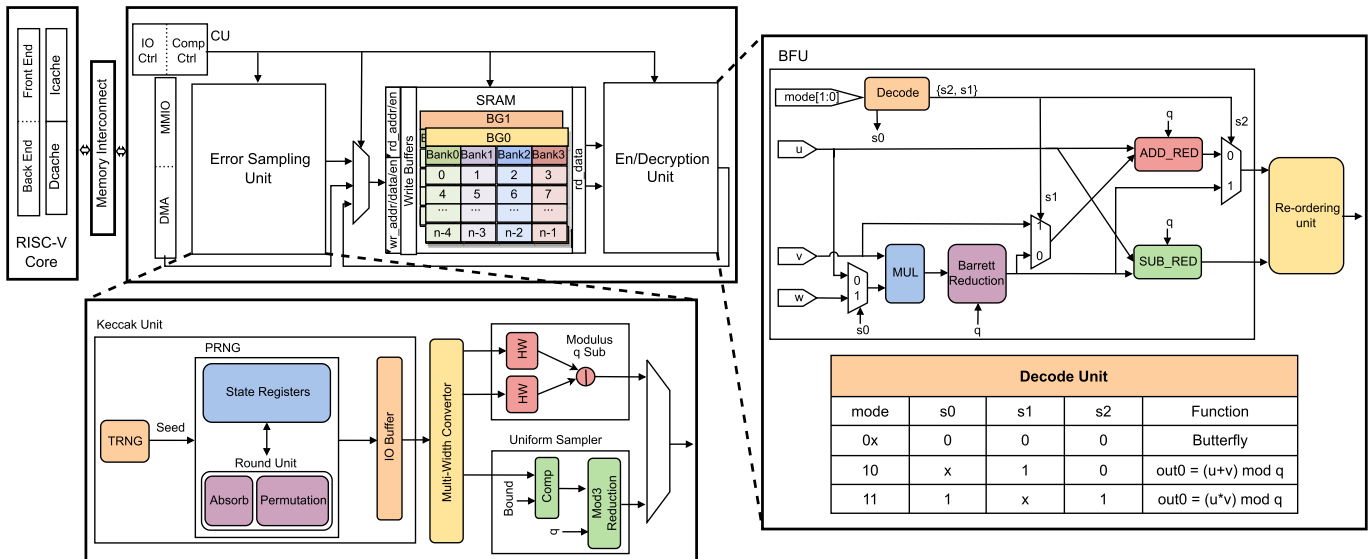 IO
Ctrl
Comp
Ctrl
CU
Front End
Icache
Back End
Dcache
RISC-V
Core
Memory Interconnect
MMIO
DMA
Error Sampling
Unit
wr_addr/data/en
rd_addr/en
Write Buffers
SRAM
BG1
BG0
Bank0 Bank1 Bank2 Bank3
0 1 2 3
4 5 6 7
... ... ... ...
n-4 n-3 n-2 n-1
rd_data
En/Decryption
Unit
Keccak Unit
PRNG
State Registers
TRNG
Seed
Round Unit
Absorb
Permutation
IO Buffer
Multi-Width Convertor
HW
HW
Modulus
q Sub
Uniform Sampler
Comp
Bound
Mod3
Reduction
q
BFU
mode[1:0]
Decode
{s2, s1}
s0
s2
q
u
ADD_RED
0
1
s1
Re-ordering
unit
1
0
q
v
MUL
Barrett
Reduction
SUB_RED
0
1
w
s0
q
Decode Unit
mode s0 s1 s2 Function
0x 0 0 0 Butterfly
10 x 1 0 out0 = (u+v) mod q
11 1 x 1 out0 = (u*v) mod q